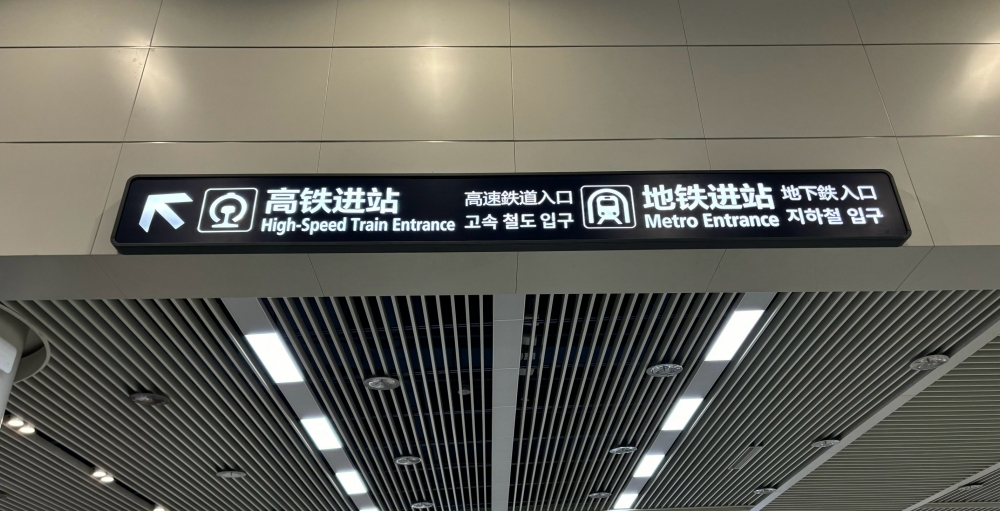 高铁进站
High-Speed Train Entrance
高速鉄道入口
고속 철도 입구
地铁进站
Metro Entrance
地下鉄 入口
지하철 입구